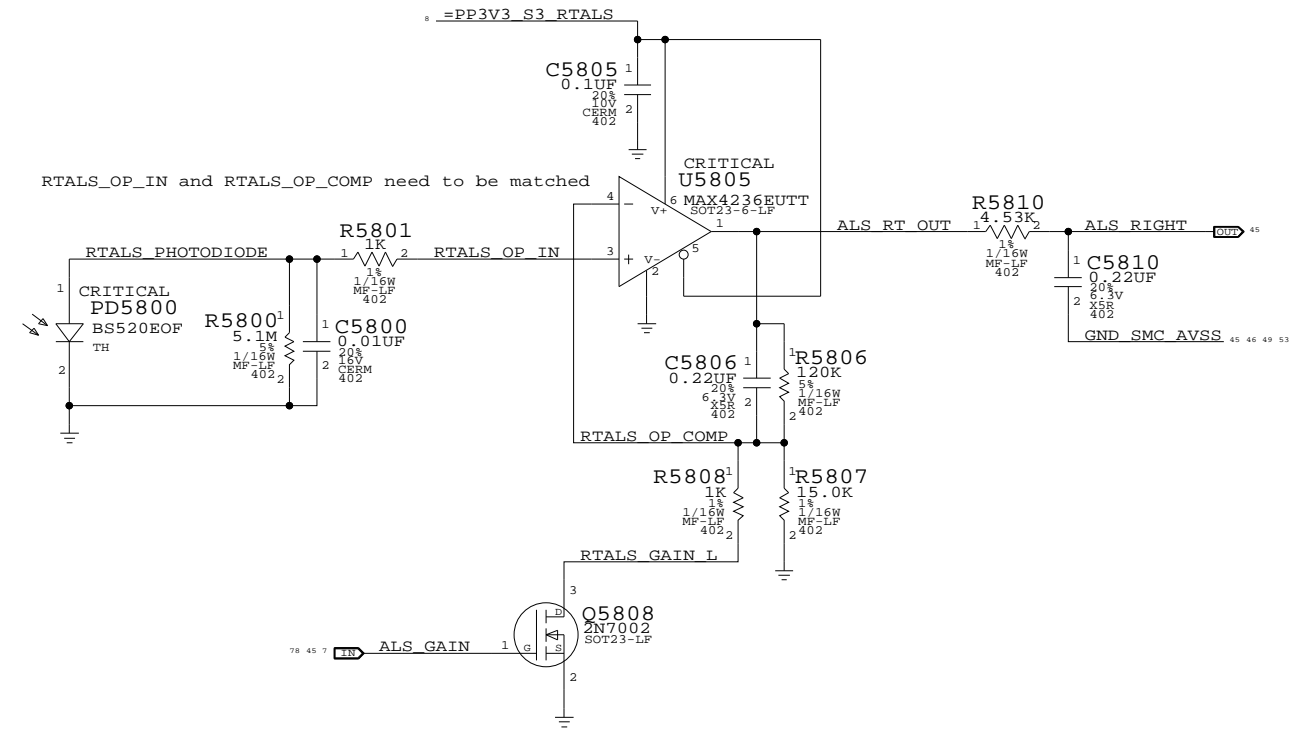 8 =PP3V3_S3_RTALS
C5805 1
0.1UF
20%
10V
CERM 2
402
RTALS_OP_IN and RTALS_OP_COMP need to be matched
CRITICAL
U5805
MAX4236EUTT
SOT23-6-LF
4
−
V+
6
1
5
3
+
V-
2
RTALS_PHOTODIODE
R5801
1K
1 2
1%
1/16W
MF-LF
402
RTALS_OP_IN
ALS_RT_OUT
R5810
4.53K
1 2
1%
1/16W
MF-LF
402
ALS_RIGHT
OUT 45
1
C5810
0.22UF
20%
6.3V
2 X5R
402
GND_SMC_AVSS 45 46 49 53
1
CRITICAL
PD5800
BS520EOF
TH
2
R5800 1
5.1M
5%
1/16W
MF-LF
402 2
1 C5800
0.01UF
20%
16V
2 CERM
402
C5806 1
0.22UF
20%
6.3V
X5R 2
402
1 R5806
120K
5%
1/16W
MF-LF
2 402
RTALS_OP_COMP
R5808 1
1K
1%
1/16W
MF-LF
402 2
1 R5807
15.0K
1%
1/16W
MF-LF
2 402
RTALS_GAIN_L
3
D
Q5808
2N7002
SOT23-LF
78 45 7 IN ALS_GAIN 1 G S
2